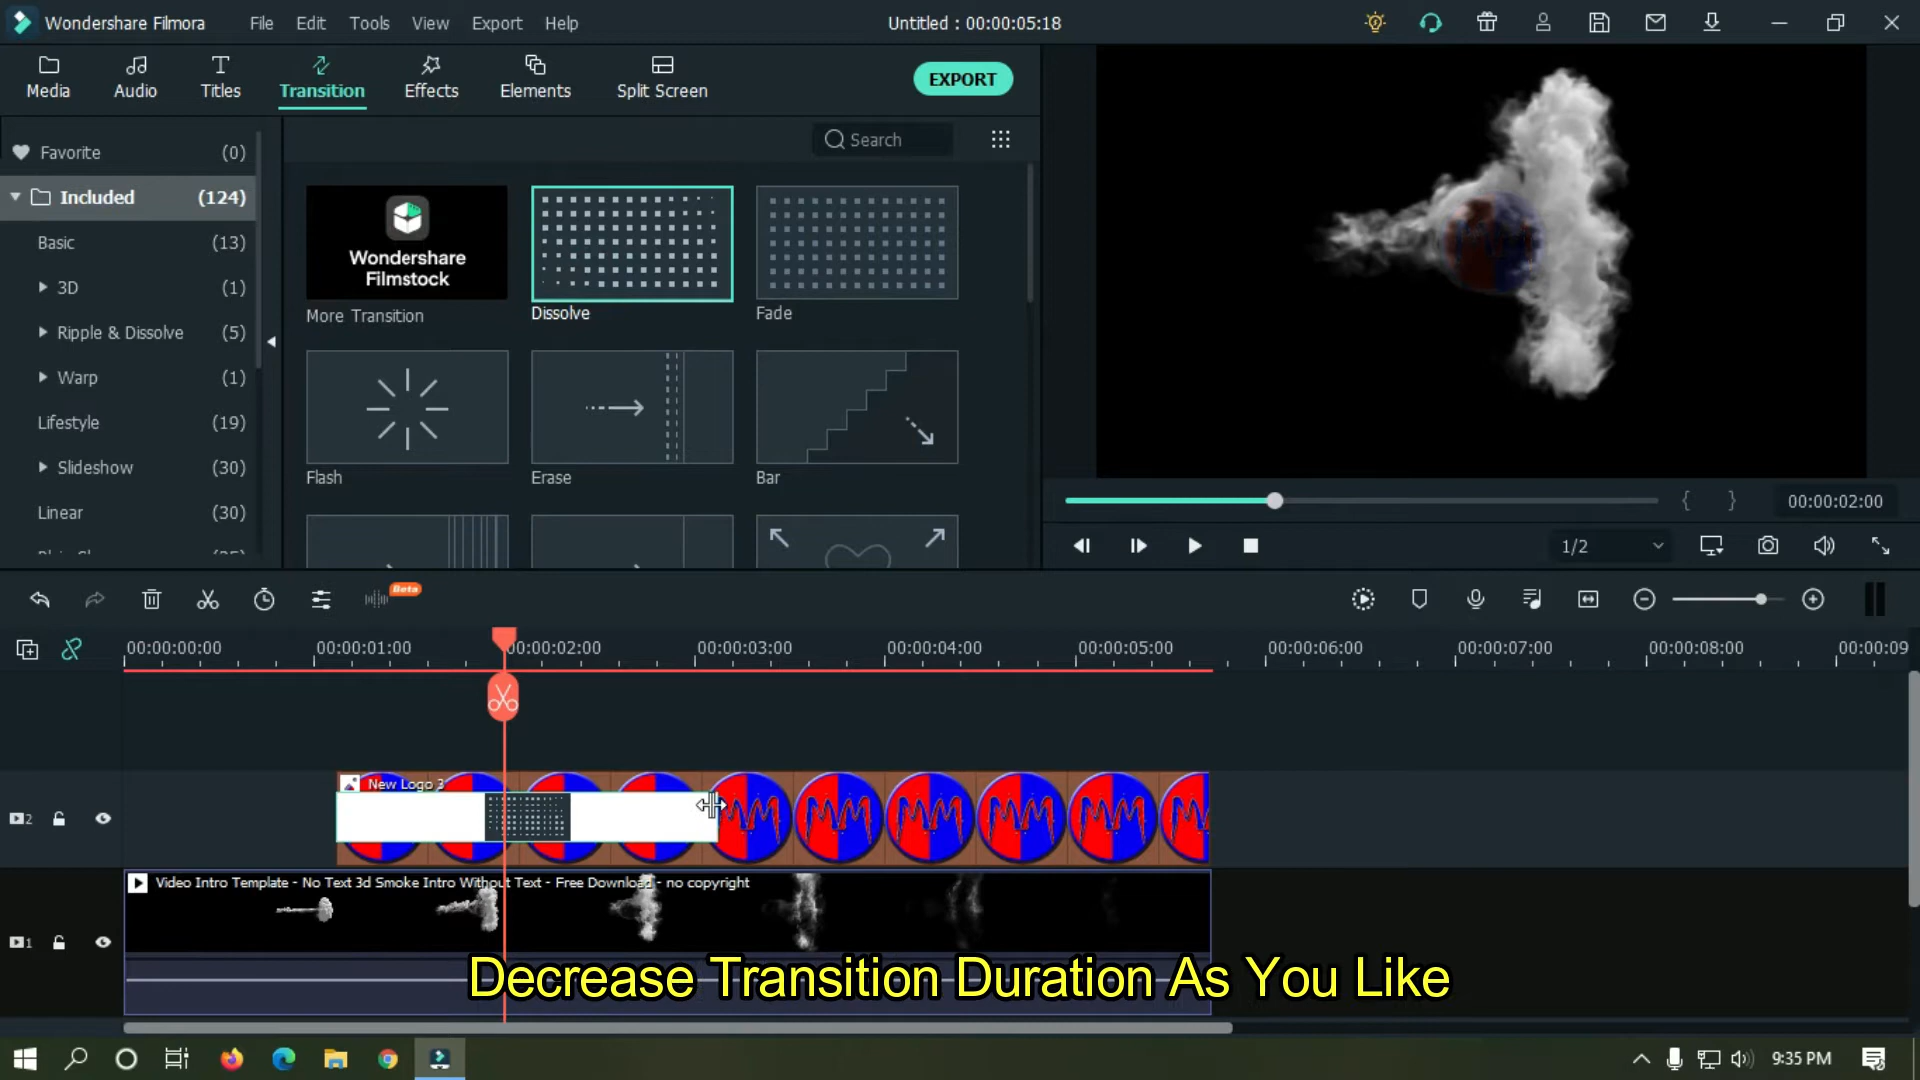 Wondershare Filmora File Edit Tools View Export Help Untitled : 00:00:05:18
Media Audio Titles Transition Effects Elements Split Screen EXPORT
Favorite (0)
Search
Included (124)
Basic (13)
3D (1)
Ripple & Dissolve (5)
Warp (1)
Lifestyle (19)
Slideshow (30)
Linear (30)
Wondershare
Filmstock
More Transition Dissolve Fade
Flash Erase Bar
00:00:02:00
1/2
Beta
00:00:00:00 00:00:01:00 00:00:02:00 00:00:03:00 00:00:04:00 00:00:05:00 00:00:06:00 00:00:07:00 00:00:08:00 00:00:09
New Logo 3
2
Video Intro Template - No Text 3d Smoke Intro Without Text - Free Download - no copyright
1
Decrease Transition Duration As You Like
9:35 PM